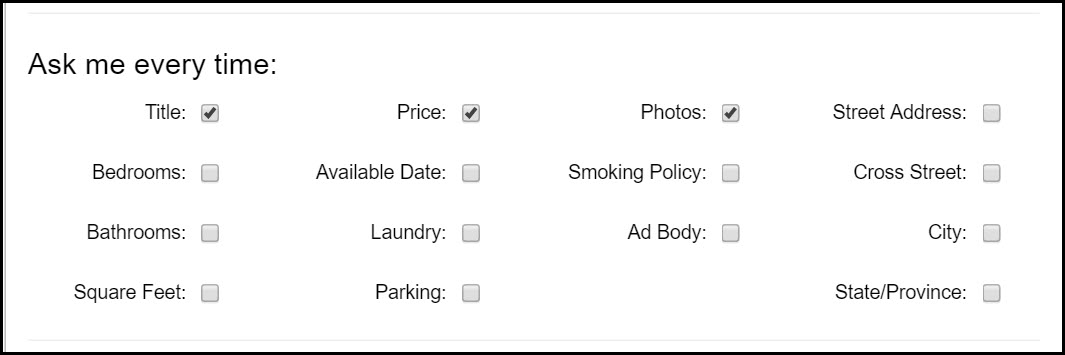 Ask me every time:
Title: Price: Photos: Street Address:
Bedrooms: Available Date: Smoking Policy: Cross Street:
Bathrooms: Laundry: Ad Body: City:
Square Feet: Parking: State/Province: